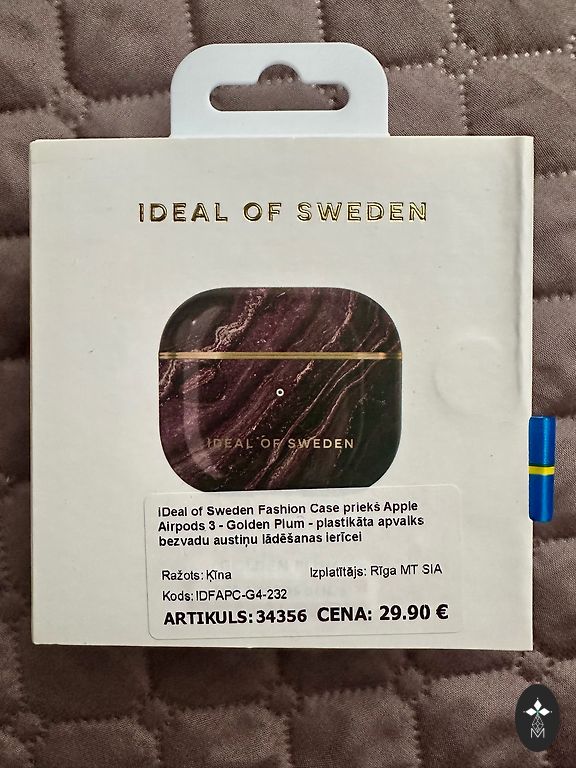 IDEAL OF SWEDEN
IDEAL OF SWEDEN
iDeal of Sweden Fashion Case priekš Apple
Airpods 3 - Golden Plum - plastikāta apvalks
bezvadu austiņu lādēšanas ierīcei
Ražots: Ķīna Izplatītājs: Rīga MT SIA
Kods: IDFAPC-G4-232
ARTIKULS: 34356 CENA: 29.90 €
M